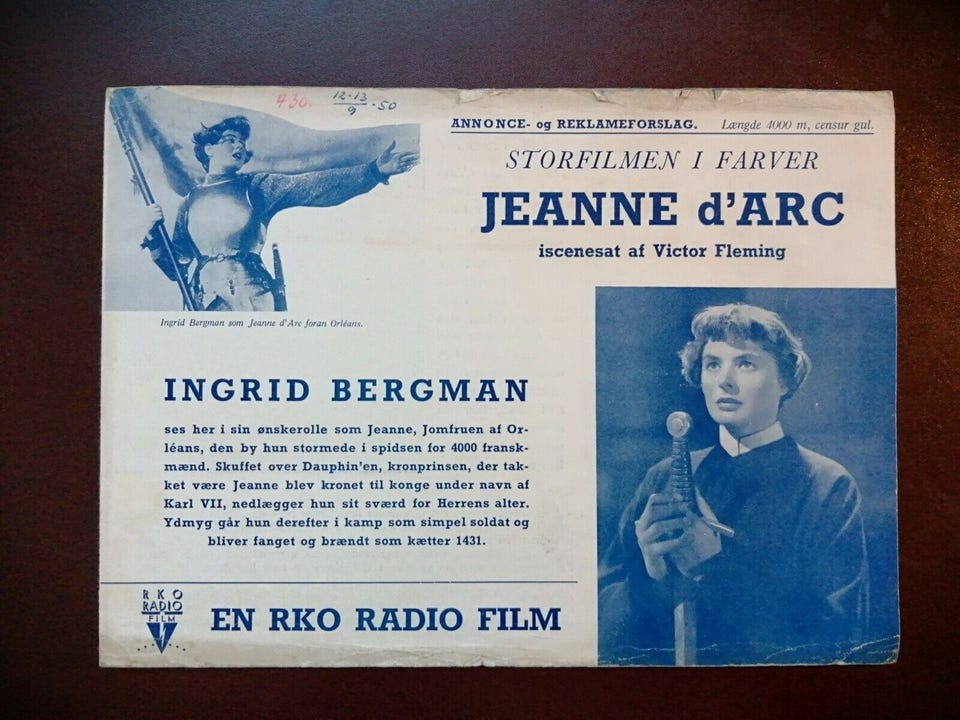 430.
12-13
9 -50
ANNONCE- og REKLAMEFORSLAG. Længde 4000 m, censur gul.
STORFILMEN I FARVER
JEANNE d'ARC
iscenesat af Victor Fleming
Ingrid Bergman som Jeanne d'Arc foran Orléans.
INGRID BERGMAN
ses her i sin ønskerolle som Jeanne, Jomfruen af Or-
léans, den by hun stormede i spidsen for 4000 fransk-
mænd. Skuffet over Dauphin'en, kronprinsen, der tak-
ket være Jeanne blev kronet til konge under navn af
Karl VII, nedlægger hun sit sværd for Herrens alter.
Ydmyg går hun derefter i kamp som simpel soldat og
bliver fanget og brændt som kætter 1431.
RKO
RADIO
FILM
EN RKO RADIO FILM